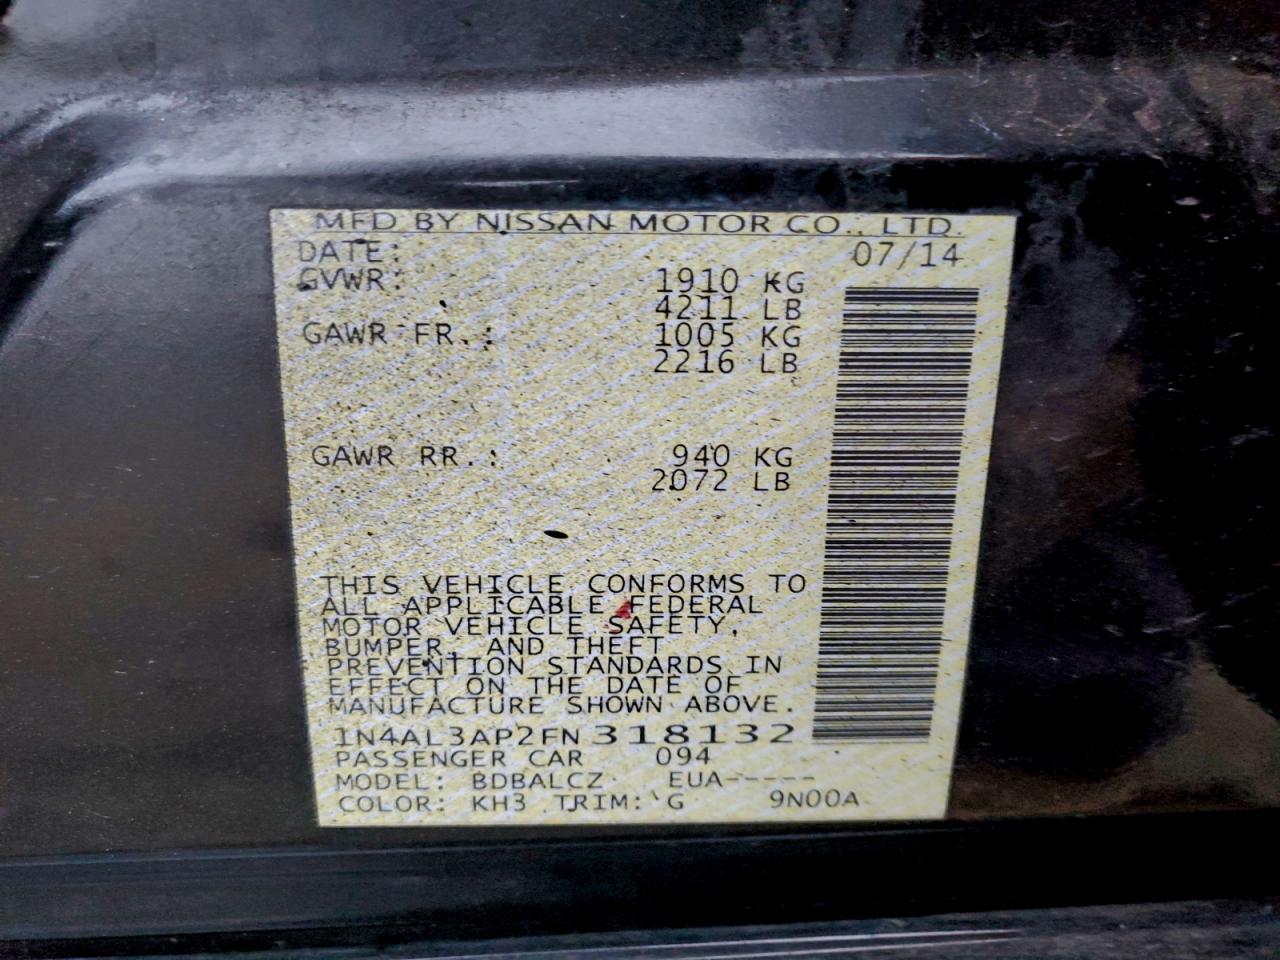 MFD BY NISSAN MOTOR CO., LTD.
DATE: 07/14
GVWR: 1910 KG
4211 LB
GAWR FR.: 1005 KG
2216 LB
GAWR RR.: 940 KG
2072 LB
THIS VEHICLE CONFORMS TO
ALL APPLICABLE FEDERAL
MOTOR VEHICLE SAFETY,
BUMPER, AND THEFT
PREVENTION STANDARDS IN
EFFECT ON THE DATE OF
MANUFACTURE SHOWN ABOVE.
1N4AL3AP2FN318132
PASSENGER CAR 094
MODEL: BDBALCZ EUA-----
COLOR: KH3 TRIM: G 9N00A